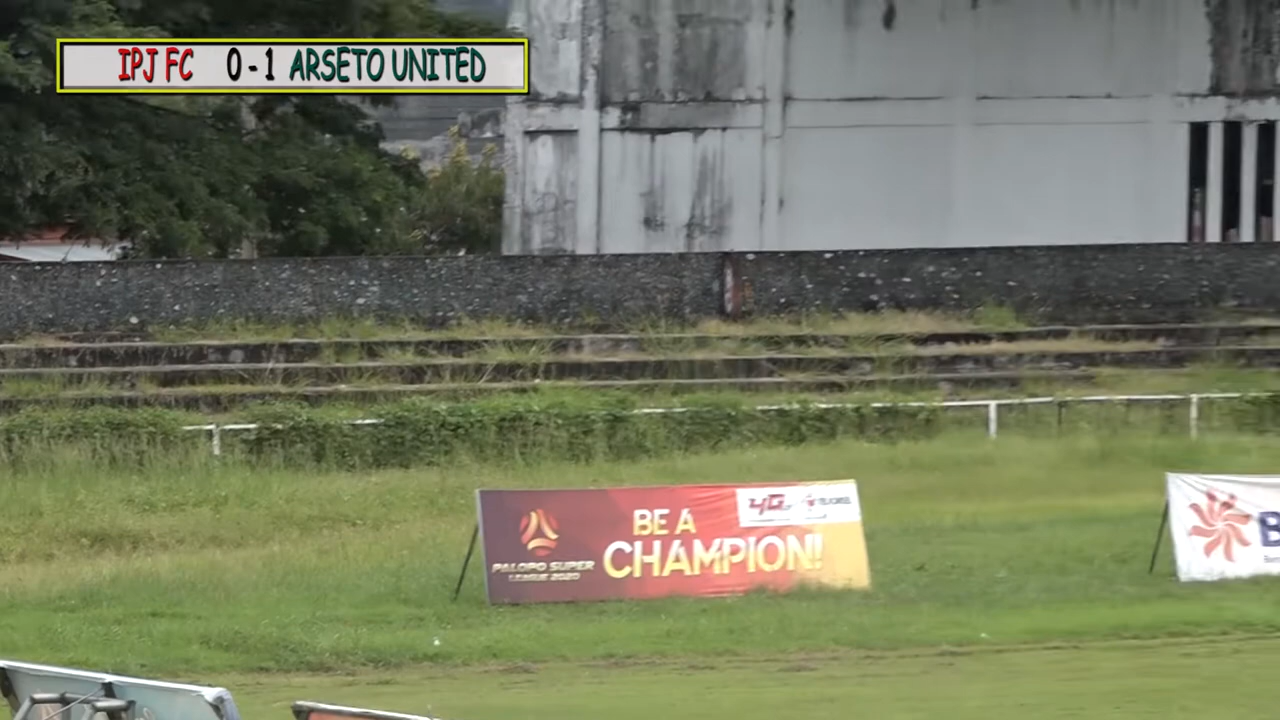 IPJ FC 0-1 ARSETO UNITED
BE A
CHAMPION!
PALOPO SUPER
LEAGUE 2020
4G
B